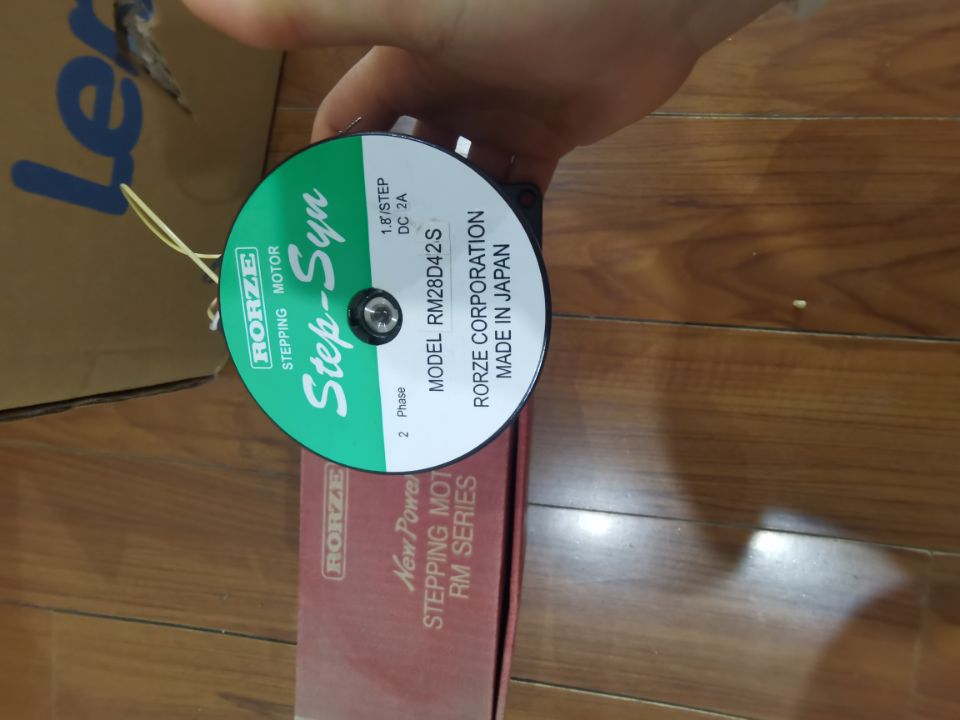 RORZE
STEPPING MOTOR
Step-Syn
2 Phase
1.8°/STEP
DC 2A
MODEL RM28D42S
RORZE CORPORATION
MADE IN JAPAN
RORZE
New Power
STEPPING MOT
RM SERIES
Len